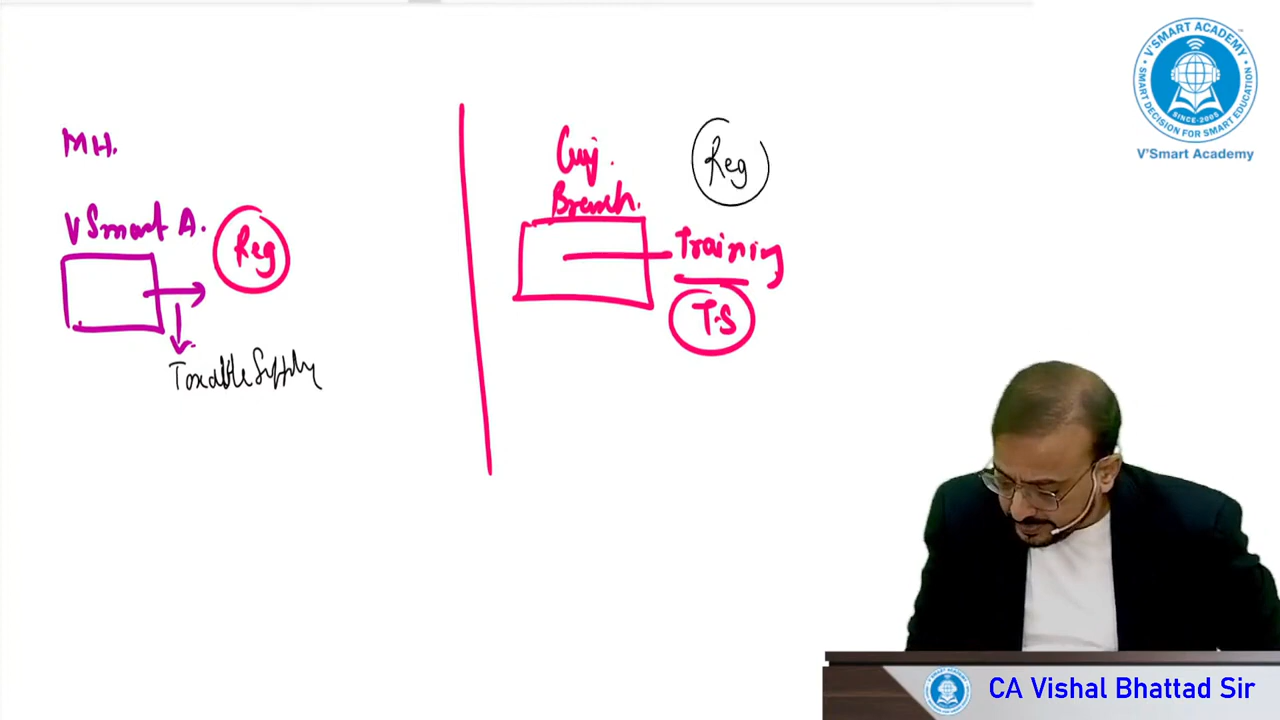 MH.
VSmart A.
Reg
Taxable Supply
Guj.
Branch.
Reg
Training
T.S
V'SMART ACADEMY
SMART DECISION FOR SMART EDUCATION
SINCE-2005
V'Smart Academy
CA Vishal Bhattad Sir